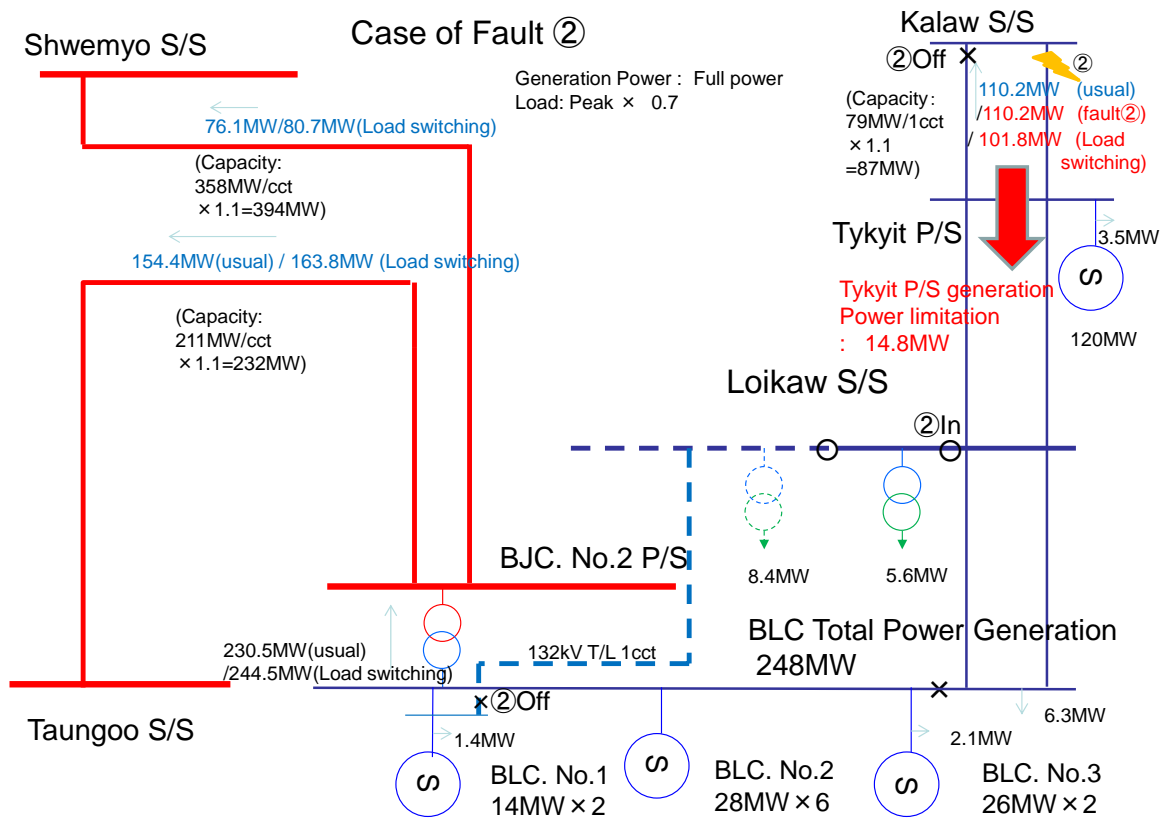 Case of Fault ②
Generation Power : Full power
Load: Peak × 0.7
Shwemyo S/S
76.1MW/80.7MW(Load switching)
(Capacity:
358MW/cct
×1.1=394MW)
154.4MW(usual) / 163.8MW (Load switching)
(Capacity:
211MW/cct
×1.1=232MW)
Kalaw S/S
②Off
②
(Capacity:
79MW/1cct
×1.1
=87MW)
110.2MW (usual)
/110.2MW (fault②)
/ 101.8MW (Load
switching)
Tykyit P/S
3.5MW
S
120MW
Tykyit P/S generation
Power limitation
: 14.8MW
Loikaw S/S
②In
8.4MW
5.6MW
BJC. No.2 P/S
230.5MW(usual)
/244.5MW(Load switching)
132kV T/L 1cct
BLC Total Power Generation
248MW
Taungoo S/S
②Off
1.4MW
2.1MW
6.3MW
S
BLC. No.1
14MW×2
S
BLC. No.2
28MW×6
S
BLC. No.3
26MW×2